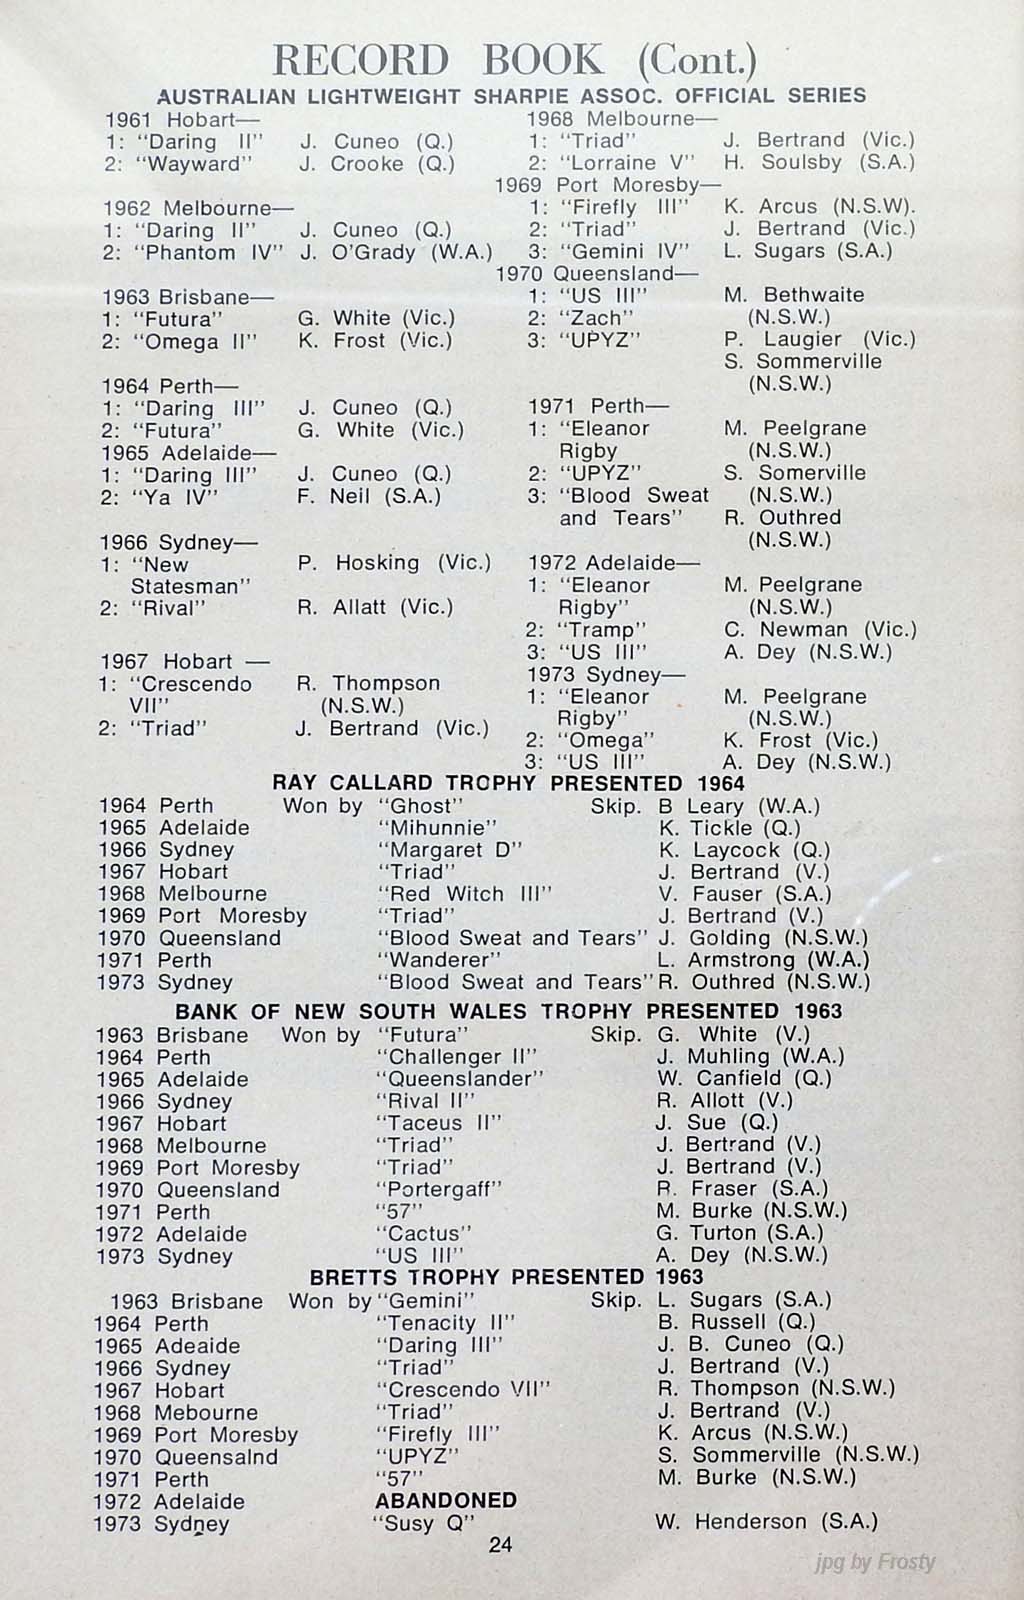 RECORD BOOK (Cont.)
AUSTRALIAN LIGHTWEIGHT SHARPIE ASSOC. OFFICIAL SERIES
1961 Hobart—
1: "Daring II" J. Cuneo (Q.)
2: "Wayward" J. Crooke (Q.)
1962 Melbourne—
1: "Daring II" J. Cuneo (Q.)
2: "Phantom IV" J. O'Grady (W.A.)
1963 Brisbane—
1: "Futura" G. White (Vic.)
2: "Omega II" K. Frost (Vic.)
1964 Perth—
1: "Daring III" J. Cuneo (Q.)
2: "Futura" G. White (Vic.)
1965 Adelaide—
1: "Daring III" J. Cuneo (Q.)
2: "Ya IV" F. Neil (S.A.)
1966 Sydney—
1: "New P. Hosking (Vic.)
Statesman"
2: "Rival" R. Allatt (Vic.)
1967 Hobart —
1: "Crescendo R. Thompson
VII" (N.S.W.)
2: "Triad" J. Bertrand (Vic.)
1968 Melbourne—
1: "Triad" J. Bertrand (Vic.)
2: "Lorraine V" H. Soulsby (S.A.)
1969 Port Moresby—
1: "Firefly III" K. Arcus (N.S.W).
2: "Triad" J. Bertrand (Vic.)
3: "Gemini IV" L. Sugars (S.A.)
1970 Queensland—
1: "US III" M. Bethwaite
2: "Zach" (N.S.W.)
3: "UPYZ" P. Laugier (Vic.)
S. Sommerville
(N.S.W.)
1971 Perth—
1: "Eleanor M. Peelgrane
Rigby (N.S.W.)
2: "UPYZ" S. Somerville
3: "Blood Sweat (N.S.W.)
and Tears" R. Outhred
(N.S.W.)
1972 Adelaide—
1: "Eleanor M. Peelgrane
Rigby" (N.S.W.)
2: "Tramp" C. Newman (Vic.)
3: "US III" A. Dey (N.S.W.)
1973 Sydney—
1: "Eleanor M. Peelgrane
Rigby" (N.S.W.)
2: "Omega" K. Frost (Vic.)
3: "US III" A. Dey (N.S.W.)
RAY CALLARD TROPHY PRESENTED 1964
1964 Perth Won by "Ghost" Skip. B Leary (W.A.)
1965 Adelaide "Mihunnie" K. Tickle (Q.)
1966 Sydney "Margaret D" K. Laycock (Q.)
1967 Hobart "Triad" J. Bertrand (V.)
1968 Melbourne "Red Witch III" V. Fauser (S.A.)
1969 Port Moresby "Triad" J. Bertrand (V.)
1970 Queensland "Blood Sweat and Tears" J. Golding (N.S.W.)
1971 Perth "Wanderer" L. Armstrong (W.A.)
1973 Sydney "Blood Sweat and Tears" R. Outhred (N.S.W.)
BANK OF NEW SOUTH WALES TROPHY PRESENTED 1963
1963 Brisbane Won by "Futura" Skip. G. White (V.)
1964 Perth "Challenger II" J. Muhling (W.A.)
1965 Adelaide "Queenslander" W. Canfield (Q.)
1966 Sydney "Rival II" R. Allott (V.)
1967 Hobart "Taceus II" J. Sue (Q.)
1968 Melbourne "Triad" J. Bertrand (V.)
1969 Port Moresby "Triad" J. Bertrand (V.)
1970 Queensland "Portergaff" R. Fraser (S.A.)
1971 Perth "57" M. Burke (N.S.W.)
1972 Adelaide "Cactus" G. Turton (S.A.)
1973 Sydney "US III" A. Dey (N.S.W.)
BRETTS TROPHY PRESENTED 1963
1963 Brisbane Won by "Gemini" Skip. L. Sugars (S.A.)
1964 Perth "Tenacity II" B. Russell (Q.)
1965 Adeaide "Daring III" J. B. Cuneo (Q.)
1966 Sydney "Triad" J. Bertrand (V.)
1967 Hobart "Crescendo VII" R. Thompson (N.S.W.)
1968 Mebourne "Triad" J. Bertrand (V.)
1969 Port Moresby "Firefly III" K. Arcus (N.S.W.)
1970 Queensalnd "UPYZ" S. Sommerville (N.S.W.)
1971 Perth "57" M. Burke (N.S.W.)
1972 Adelaide ABANDONED
1973 Sydney "Susy Q" W. Henderson (S.A.)
24
jpg by Frosty